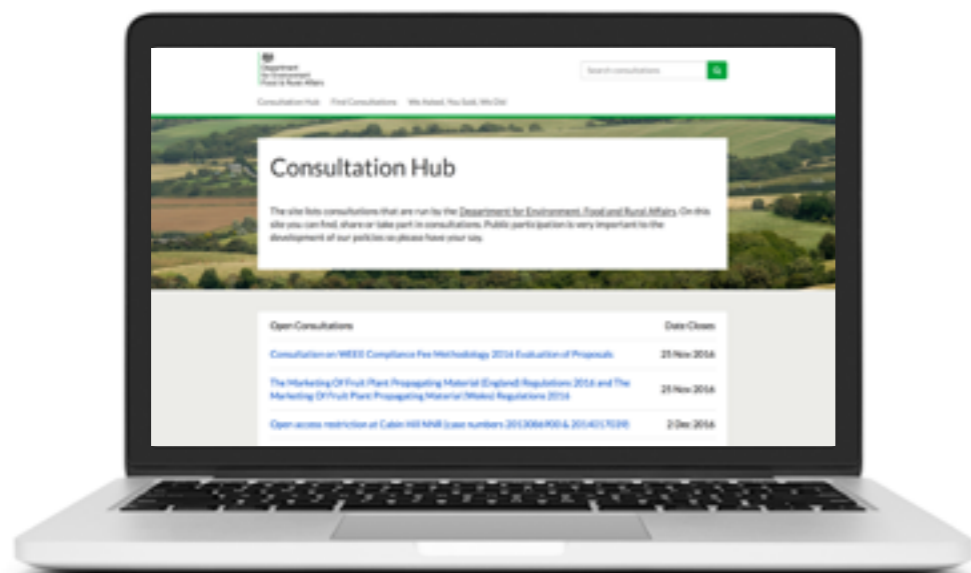 Department
for Environment
Food & Rural Affairs
Search consultations
Consultation Hub Find Consultations We Asked, You Said, We Did
Consultation Hub
The site lists consultations that are run by the Department for Environment, Food and Rural Affairs. On this
site you can find, share or take part in consultations. Public participation is very important to the
development of our policies so please have your say.
Open Consultations Date Closes
Consultation on WEEE Compliance Fee Methodology 2016 Evaluation of Proposals 25 Nov 2016
The Marketing Of Fruit Plant Propagating Material (England) Regulations 2016 and The
Marketing Of Fruit Plant Propagating Material (Wales) Regulations 2016 25 Nov 2016
Open access restriction at Cabin Hill NNR (case numbers 2013086900 & 2014017039) 2 Dec 2016